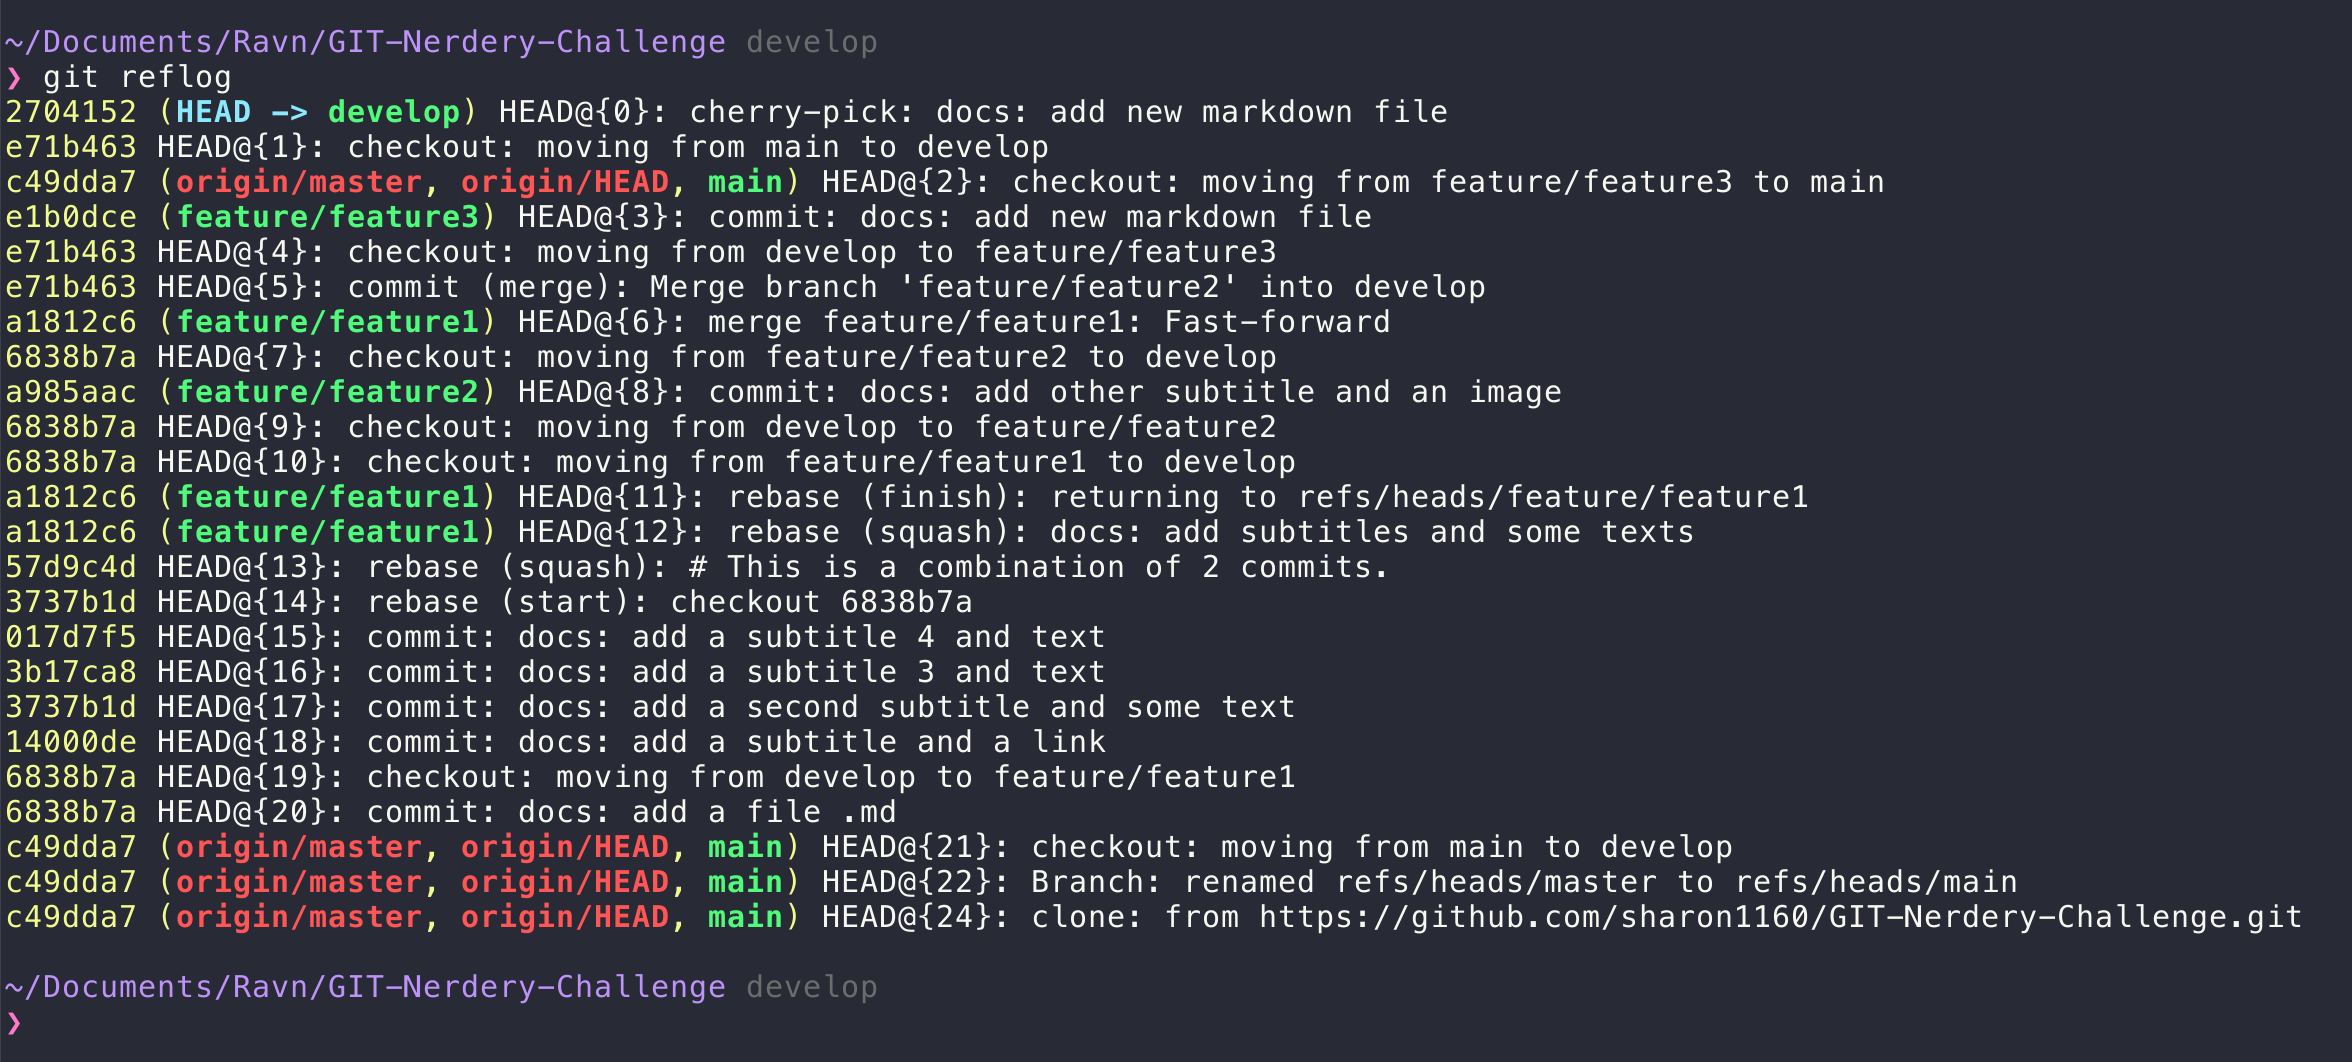 ~/Documents/Ravn/GIT-Nerdery-Challenge develop
❯ git reflog
2704152 (HEAD -> develop) HEAD@{0}: cherry-pick: docs: add new markdown file
e71b463 HEAD@{1}: checkout: moving from main to develop
c49dda7 (origin/master, origin/HEAD, main) HEAD@{2}: checkout: moving from feature/feature3 to main
e1b0dce (feature/feature3) HEAD@{3}: commit: docs: add new markdown file
e71b463 HEAD@{4}: checkout: moving from develop to feature/feature3
e71b463 HEAD@{5}: commit (merge): Merge branch 'feature/feature2' into develop
a1812c6 (feature/feature1) HEAD@{6}: merge feature/feature1: Fast-forward
6838b7a HEAD@{7}: checkout: moving from feature/feature2 to develop
a985aac (feature/feature2) HEAD@{8}: commit: docs: add other subtitle and an image
6838b7a HEAD@{9}: checkout: moving from develop to feature/feature2
6838b7a HEAD@{10}: checkout: moving from feature/feature1 to develop
a1812c6 (feature/feature1) HEAD@{11}: rebase (finish): returning to refs/heads/feature/feature1
a1812c6 (feature/feature1) HEAD@{12}: rebase (squash): docs: add subtitles and some texts
57d9c4d HEAD@{13}: rebase (squash): # This is a combination of 2 commits.
3737b1d HEAD@{14}: rebase (start): checkout 6838b7a
017d7f5 HEAD@{15}: commit: docs: add a subtitle 4 and text
3b17ca8 HEAD@{16}: commit: docs: add a subtitle 3 and text
3737b1d HEAD@{17}: commit: docs: add a second subtitle and some text
14000de HEAD@{18}: commit: docs: add a subtitle and a link
6838b7a HEAD@{19}: checkout: moving from develop to feature/feature1
6838b7a HEAD@{20}: commit: docs: add a file .md
c49dda7 (origin/master, origin/HEAD, main) HEAD@{21}: checkout: moving from main to develop
c49dda7 (origin/master, origin/HEAD, main) HEAD@{22}: Branch: renamed refs/heads/master to refs/heads/main
c49dda7 (origin/master, origin/HEAD, main) HEAD@{24}: clone: from https://github.com/sharon1160/GIT-Nerdery-Challenge.git
~/Documents/Ravn/GIT-Nerdery-Challenge develop
❯